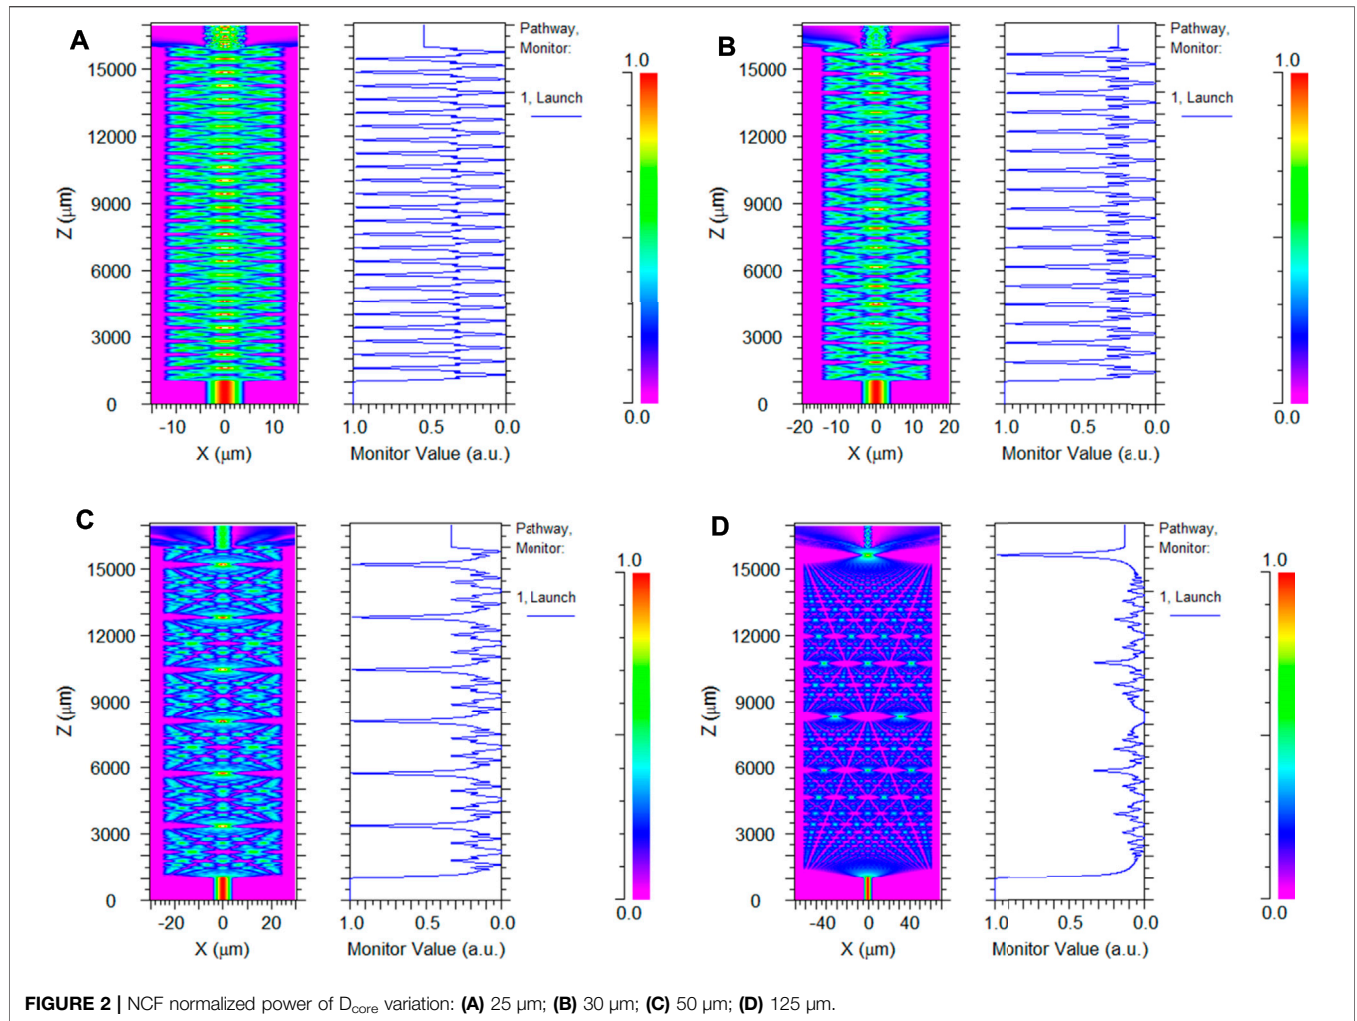 A
15000
12000
9000
6000
3000
0
Z (µm)
-10 0 10
X (µm)
1.0 0.5 0.0
Monitor Value (a.u.)
Pathway,
Monitor:
1, Launch
1.0
0.0
B
15000
12000
9000
6000
3000
0
Z (µm)
-20 -10 0 10 20
X (µm)
1.0 0.5 0.0
Monitor Value (a.u.)
Pathway,
Monitor:
1, Launch
1.0
0.0
C
15000
12000
9000
6000
3000
0
Z (µm)
-20 0 20
X (µm)
1.0 0.5 0.0
Monitor Value (a.u.)
Pathway,
Monitor:
1, Launch
1.0
0.0
D
15000
12000
9000
6000
3000
0
Z (µm)
-40 0 40
X (µm)
1.0 0.5 0.0
Monitor Value (a.u.)
Pathway,
Monitor:
1, Launch
1.0
0.0
FIGURE 2 | NCF normalized power of Dcore variation: (A) 25 µm; (B) 30 µm; (C) 50 µm; (D) 125 µm.